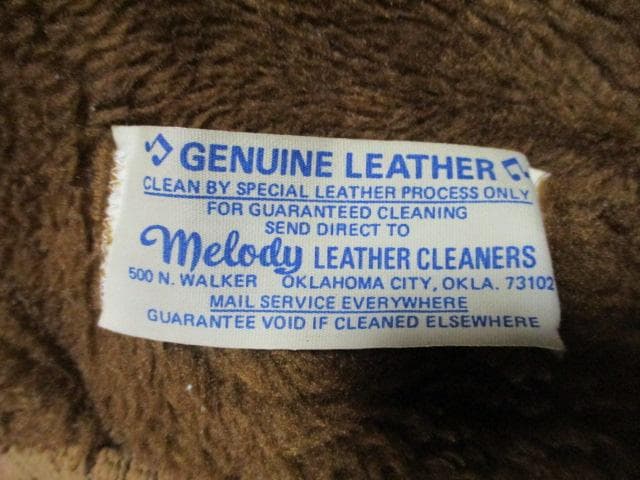 GENUINE LEATHER
CLEAN BY SPECIAL LEATHER PROCESS ONLY
FOR GUARANTEED CLEANING
SEND DIRECT TO
Melody LEATHER CLEANERS
500 N. WALKER OKLAHOMA CITY, OKLA. 73102
MAIL SERVICE EVERYWHERE
GUARANTEE VOID IF CLEANED ELSEWHERE